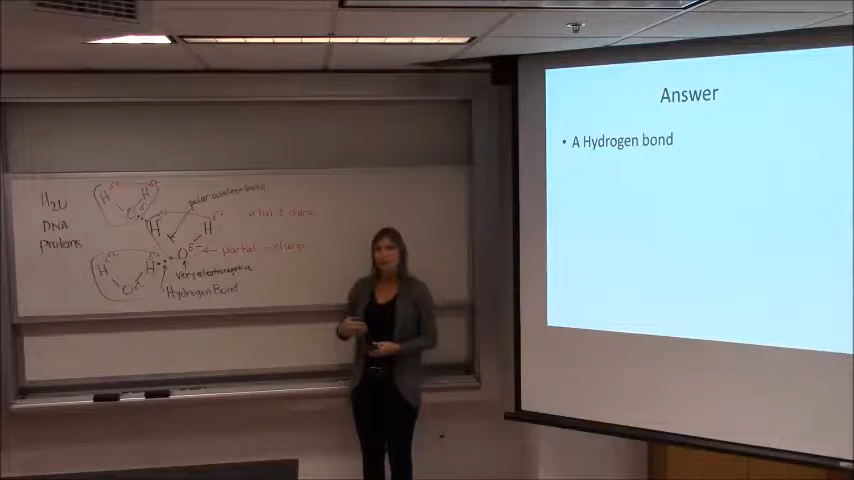 H2O
DNA
proteins
H δ+
H δ+
O δ-
polar covalent bond
H δ+
H δ+
partial + charge
O δ-
partial - charge
very electronegative
H δ+
H δ+
O δ-
Hydrogen Bond
Answer
• A Hydrogen bond